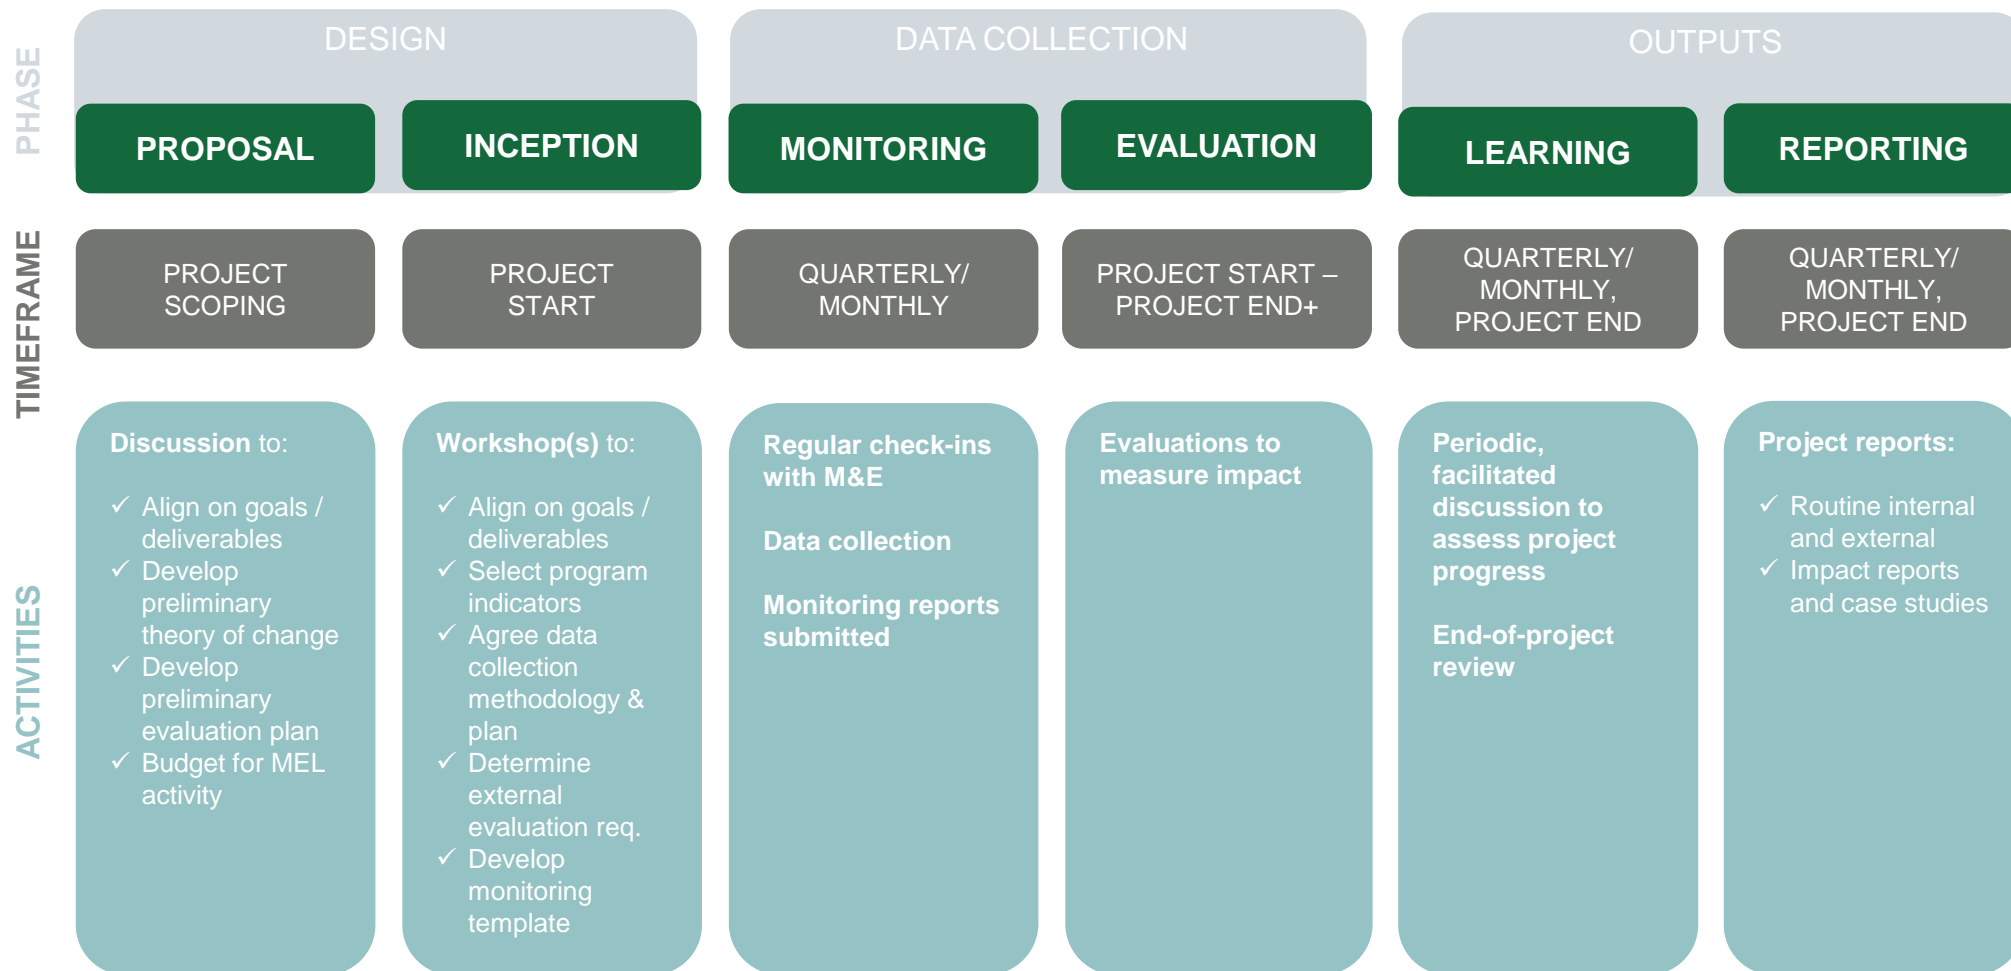 PHASE
DESIGN
DATA COLLECTION
OUTPUTS
PROPOSAL
INCEPTION
MONITORING
EVALUATION
LEARNING
REPORTING
TIMEFRAME
PROJECT
SCOPING
PROJECT
START
QUARTERLY/
MONTHLY
PROJECT START –
PROJECT END+
QUARTERLY/
MONTHLY,
PROJECT END
QUARTERLY/
MONTHLY,
PROJECT END
ACTIVITIES
Discussion to:
✓ Align on goals /
deliverables
✓ Develop
preliminary
theory of change
✓ Develop
preliminary
evaluation plan
✓ Budget for MEL
activity
Workshop(s) to:
✓ Align on goals /
deliverables
✓ Select program
indicators
✓ Agree data
collection
methodology &
plan
✓ Determine
external
evaluation req.
✓ Develop
monitoring
template
Regular check-ins
with M&E
Data collection
Monitoring reports
submitted
Evaluations to
measure impact
Periodic,
facilitated
discussion to
assess project
progress
End-of-project
review
Project reports:
✓ Routine internal
and external
✓ Impact reports
and case studies